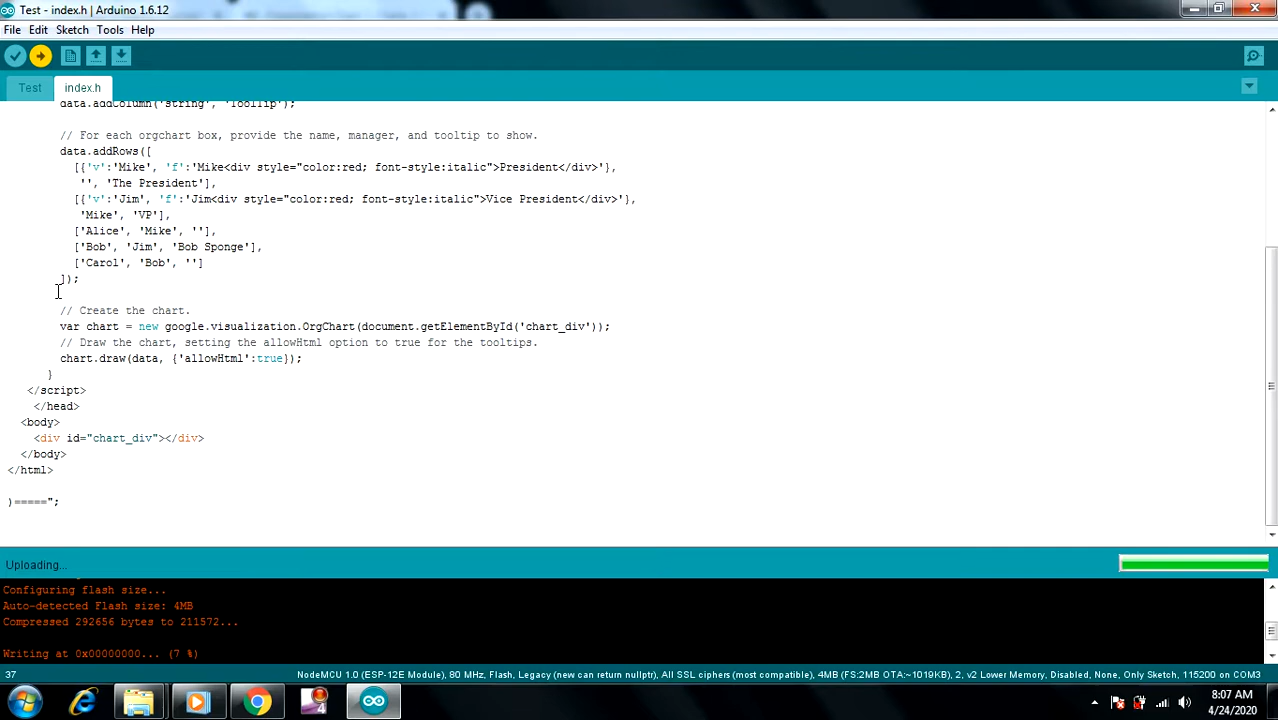 Test - index.h | Arduino 1.6.12
File Edit Sketch Tools Help
Test index.h
data.addColumn('string', 'ToolTip');
// For each orgchart box, provide the name, manager, and tooltip to show.
data.addRows([
[{'v':'Mike', 'f':'Mike<div style="color:red; font-style:italic">President</div>'},
'', 'The President'],
[{'v':'Jim', 'f':'Jim<div style="color:red; font-style:italic">Vice President</div>'},
'Mike', 'VP'],
['Alice', 'Mike', ''],
['Bob', 'Jim', 'Bob Sponge'],
['Carol', 'Bob', '']
]);
// Create the chart.
var chart = new google.visualization.OrgChart(document.getElementById('chart_div'));
// Draw the chart, setting the allowHtml option to true for the tooltips.
chart.draw(data, {'allowHtml':true});
}
</script>
</head>
<body>
<div id="chart_div"></div>
</body>
</html>
)=====";
Uploading...
Configuring flash size...
Auto-detected Flash size: 4MB
Compressed 292656 bytes to 211572...
Writing at 0x00000000... (7 %)
37 NodeMCU 1.0 (ESP-12E Module), 80 MHz, Flash, Legacy (new can return nullptr), All SSL ciphers (most compatible), 4MB (FS:2MB OTA:~1019KB), 2, v2 Lower Memory, Disabled, None, Only Sketch, 115200 on COM3
8:07 AM
4/24/2020